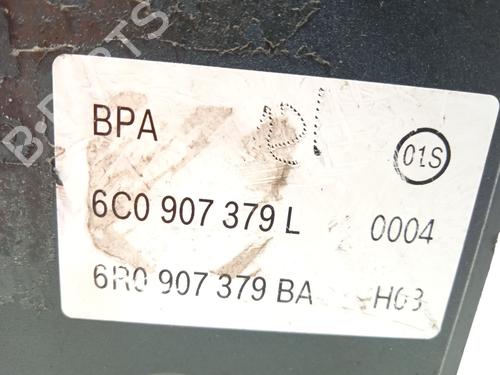 B-PARTS
BPA
01S
6C0 907 379 L 0004
6R0 907 379 BA H03